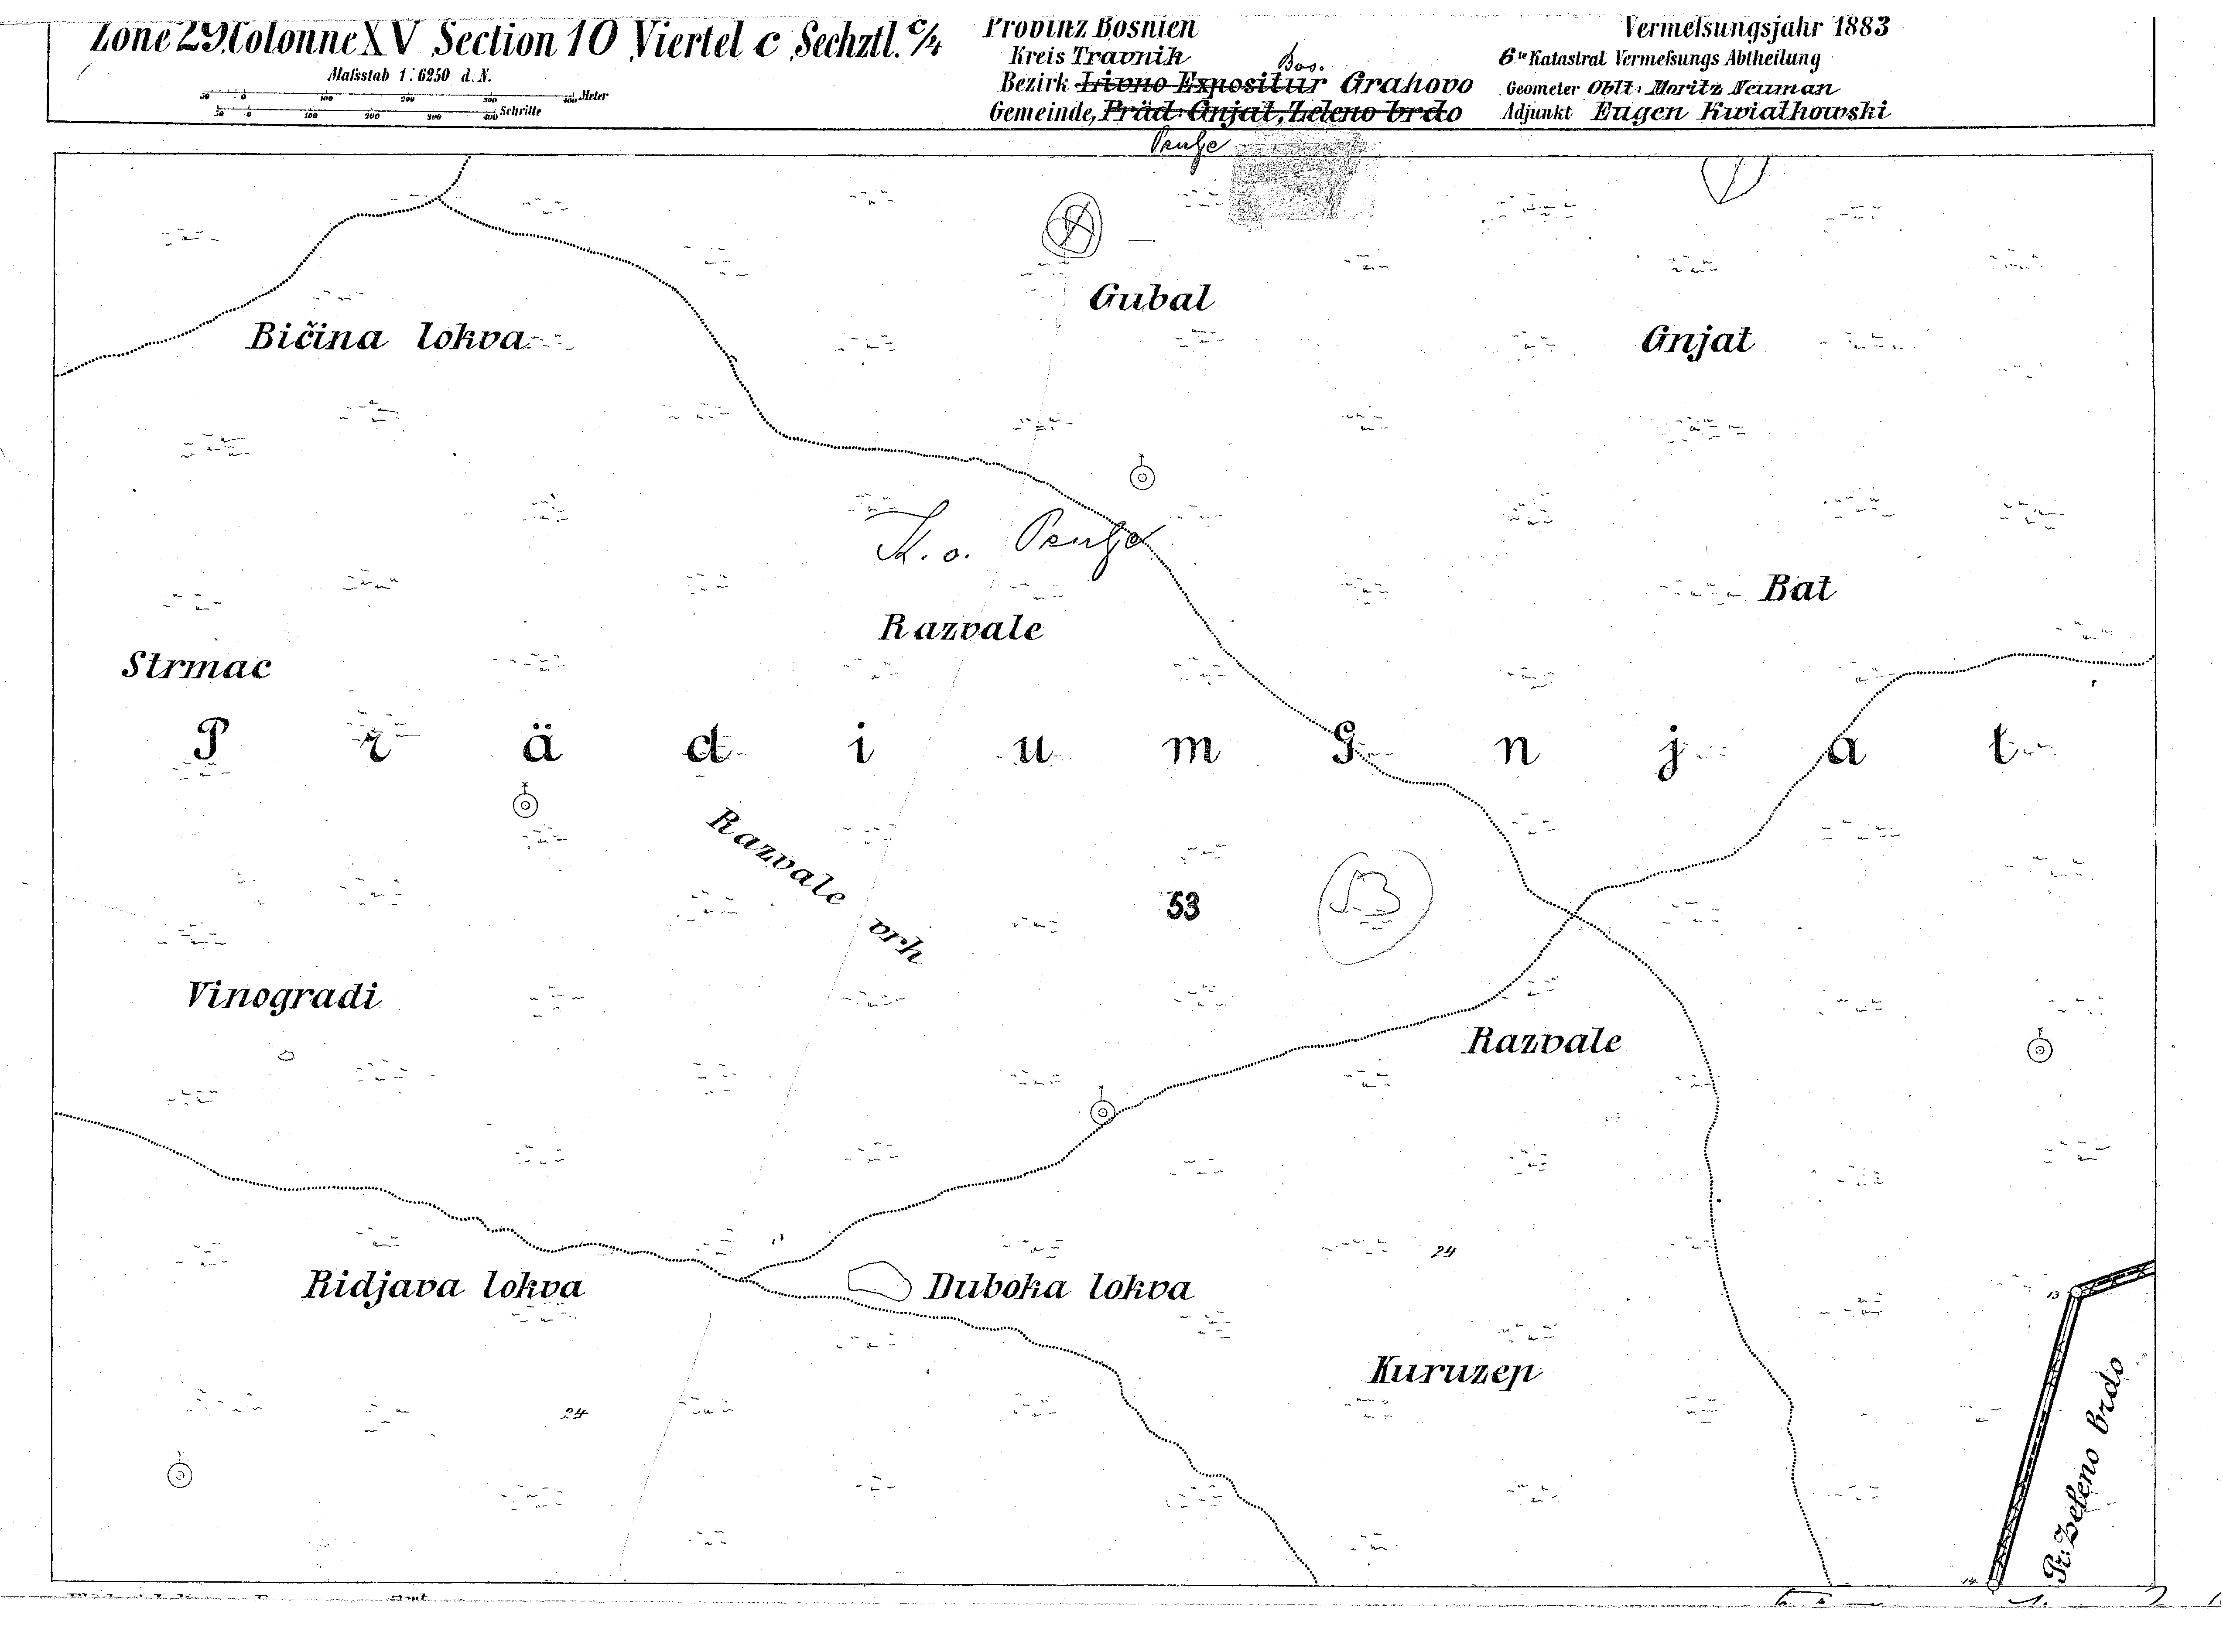 Zone 29 Colonne XV Section 10 Viertel c Sechztl. c/4
Maſsstab 1:6250 d. N.
50 0 100 200 300 400 Meter
50 0 100 200 300 400 Schritte
Provinz Bosnien
Kreis Travnik
Bos.
Bezirk Livno Expositur Grahovo
Gemeinde, Präd: Gnjat, Zeleno brdo
Vermeſsungsjahr 1883
6te Katastral Vermeſsungs Abtheilung
Geometer Oblt: Moritz Neuman
Adjunkt Eugen Kwiatkowski
Gubal
Bičina lokva
Gnjat
K. o.
Bat
Razvale
Strmac
Prädium Gnjat
Razvale vrh
53
53
Vinogradi
Razvale
24
Ridjava lokva
Duboka lokva
13
Kuruzep
24
Pr: Zeleno brdo
14